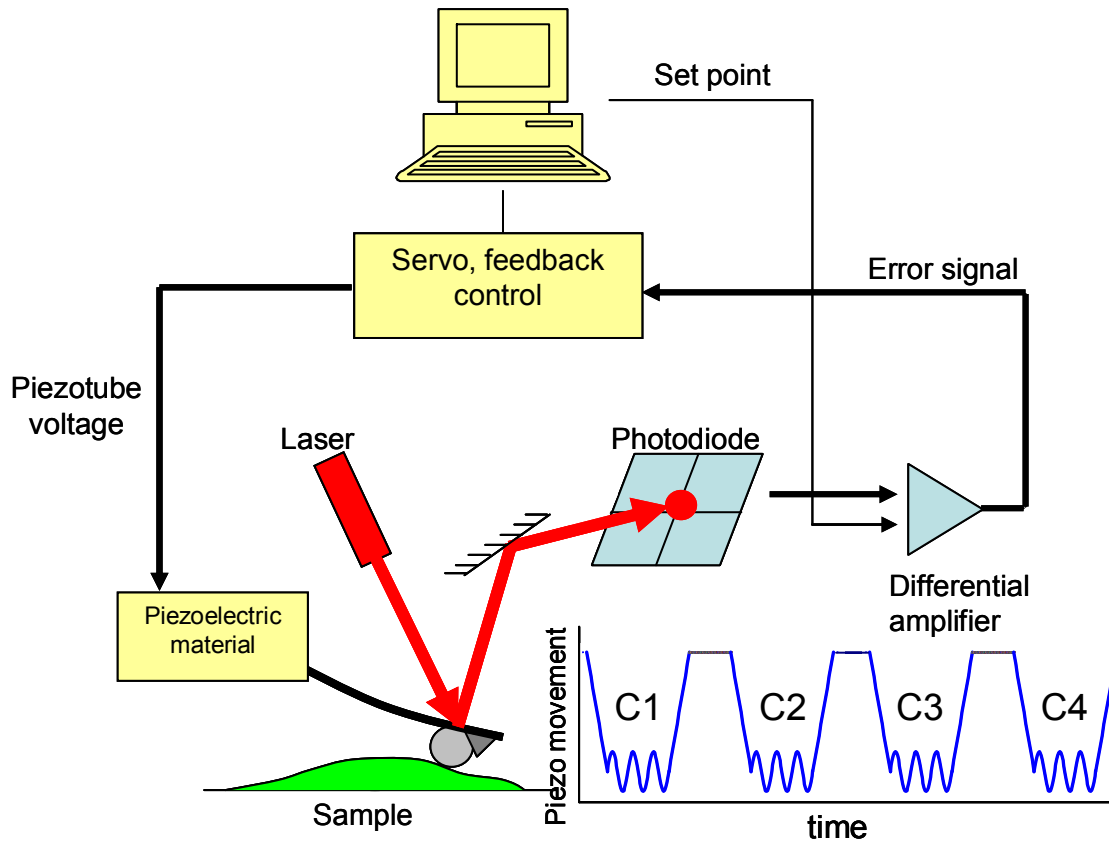 Set point
Servo, feedback
control
Error signal
Piezotube
voltage
Laser
Photodiode
Piezoelectric
material
Differential
amplifier
Piezo movement
C1
C2
C3
C4
Sample
time